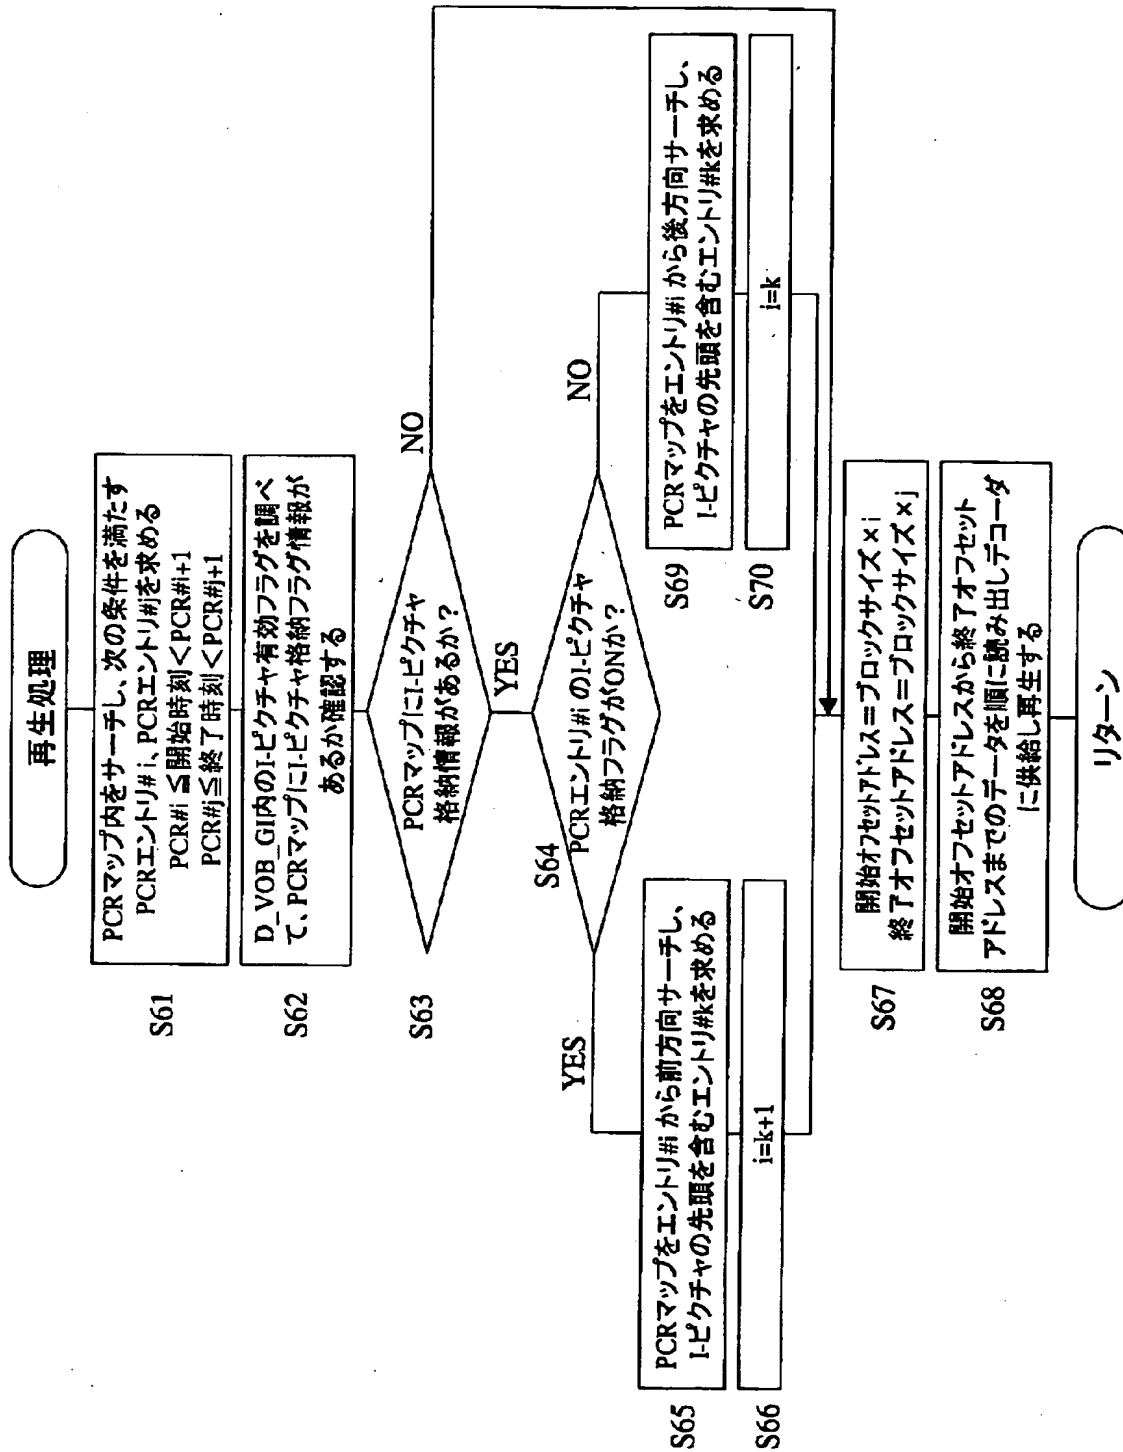 再生処理
S61
PCRマップ内をサーチし、次の条件を満たす
PCRエントリ#i、PCRエントリ#jを求める
PCR#i≦開始時刻<PCR#i+1
PCR#j≦終了時刻<PCR#j+1
S62
D_VOB_GI内のI-ピクチャ有効フラグを調べ
て、PCRマップにI-ピクチャ格納フラグ情報が
あるか確認する
S63
PCRマップにI-ピクチャ
格納情報があるか？
NO
YES
S64
PCRエントリ#iのI-ピクチャ
格納フラグがONか？
YES
NO
S65
PCRマップをエントリ#iから前方向サーチし、
I-ピクチャの先頭を含むエントリ#kを求める
S66
i=k+1
S69
PCRマップをエントリ#iから後方向サーチし、
I-ピクチャの先頭を含むエントリ#kを求める
S70
i=k
S67
開始オフセットアドレス=ブロックサイズ×i
終了オフセットアドレス=ブロックサイズ×j
S68
開始オフセットアドレスから終了オフセット
アドレスまでのデータを順に読み出しデコーダ
に供給し再生する
リターン